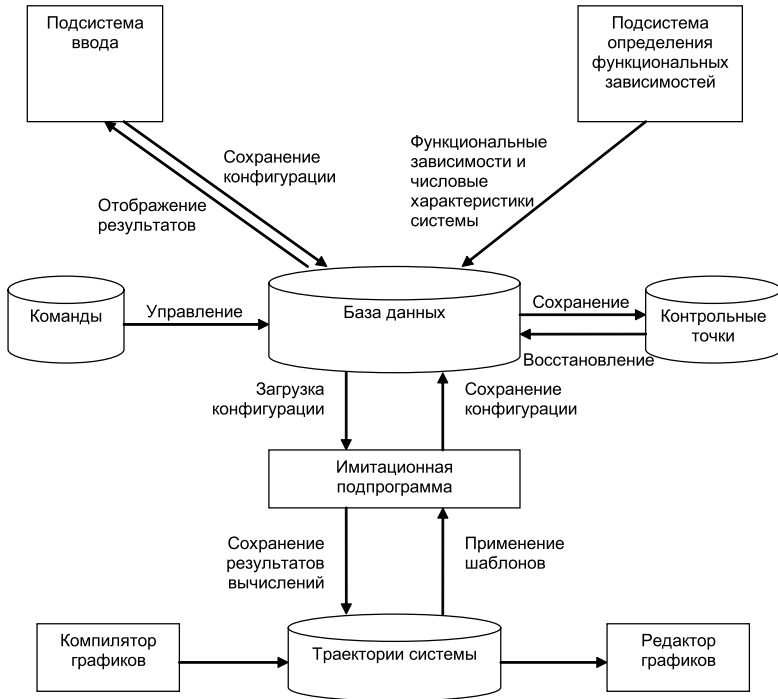 Подсистема
ввода
Подсистема
определения
функциональных
зависимостей
Сохранение
конфигурации
Отображение
результатов
Функциональные
зависимости и
числовые
характеристики
системы
Команды
Управление
База данных
Сохранение
Восстановление
Контрольные
точки
Загрузка
конфигурации
Сохранение
конфигурации
Имитационная
подпрограмма
Сохранение
результатов
вычислений
Применение
шаблонов
Компилятор
графиков
Траектории системы
Редактор
графиков